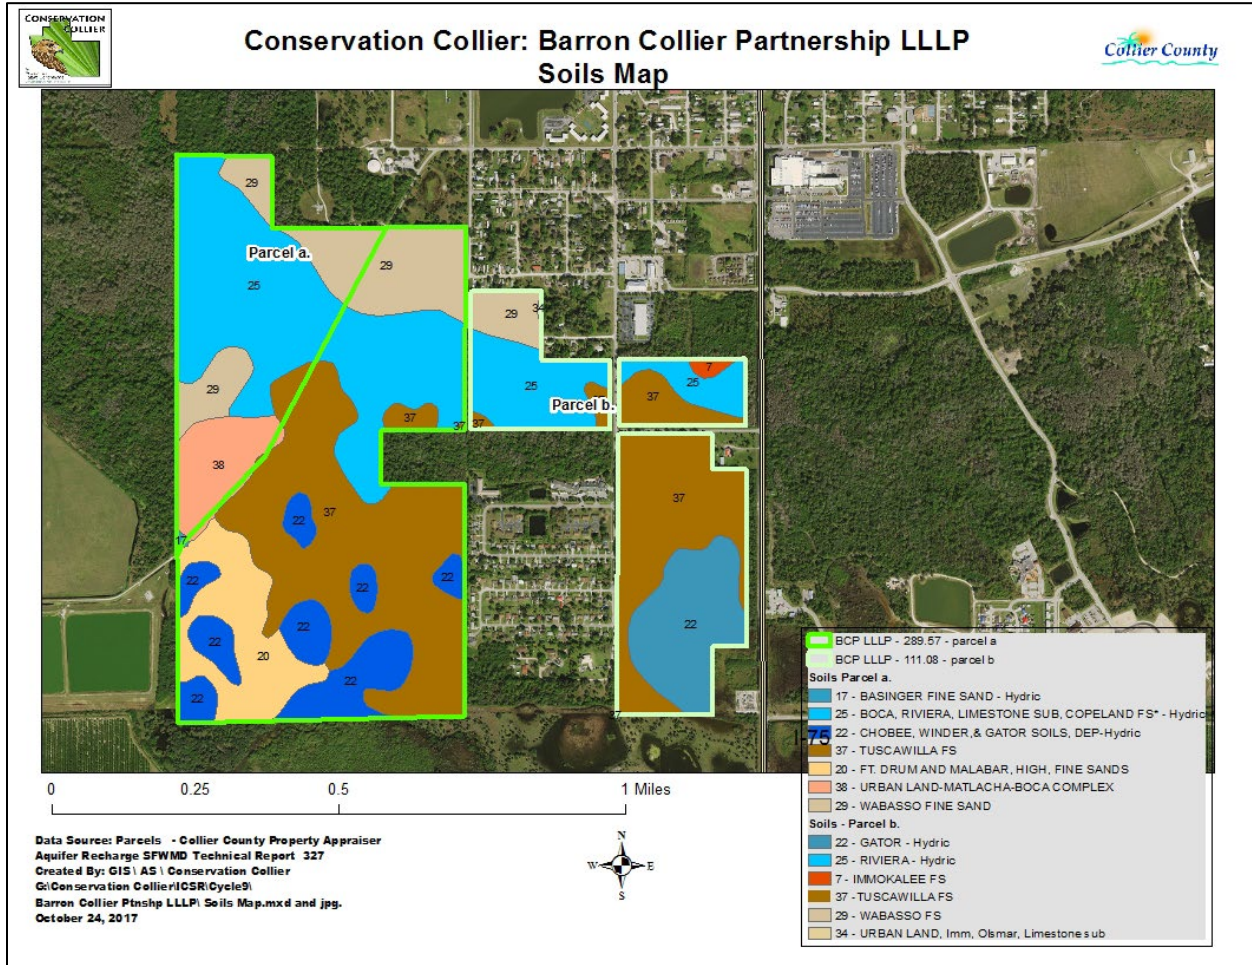 CONSERVATION
COLLIER
Conservation Collier: Barron Collier Partnership LLLP
Soils Map
Collier County
29
Parcel a.
29
25
29
34
29
7
25
25
37
Parcel b.
37
37
37
38
37
22
37
17
22
22
22
22
22
22
20
22
22
27
BCP LLLP - 289.57 - parcel a
BCP LLLP - 111.08 - parcel b
Soils Parcel a.
17 - BASINGER FINE SAND - Hydric
25 - BOCA, RIVIERA, LIMESTONE SUB, COPELAND FS* - Hydric
22 - CHOBEE, WINDER,& GATOR SOILS, DEP-Hydric
I-75
37 - TUSCAWILLA FS
20 - FT. DRUM AND MALABAR, HIGH, FINE SANDS
38 - URBAN LAND-MATLACHA-BOCA COMPLEX
29 - WABASSO FINE SAND
Soils - Parcel b.
22 - GATOR - Hydric
25 - RIVIERA - Hydric
7 - IMMOKALEE FS
37 -TUSCAWILLA FS
29 - WABASSO FS
34 - URBAN LAND, Imm, Olsmar, Limestone sub
0 0.25 0.5 1 Miles
Data Source: Parcels - Collier County Property Appraiser
Aquifer Recharge SFWMD Technical Report 327
Created By: GIS \ AS \ Conservation Collier
G:\Conservation Collier\ICSR\Cycle9\
Barron Collier Ptnshp LLLP\ Soils Map.mxd and jpg.
October 24, 2017
N
W E
S